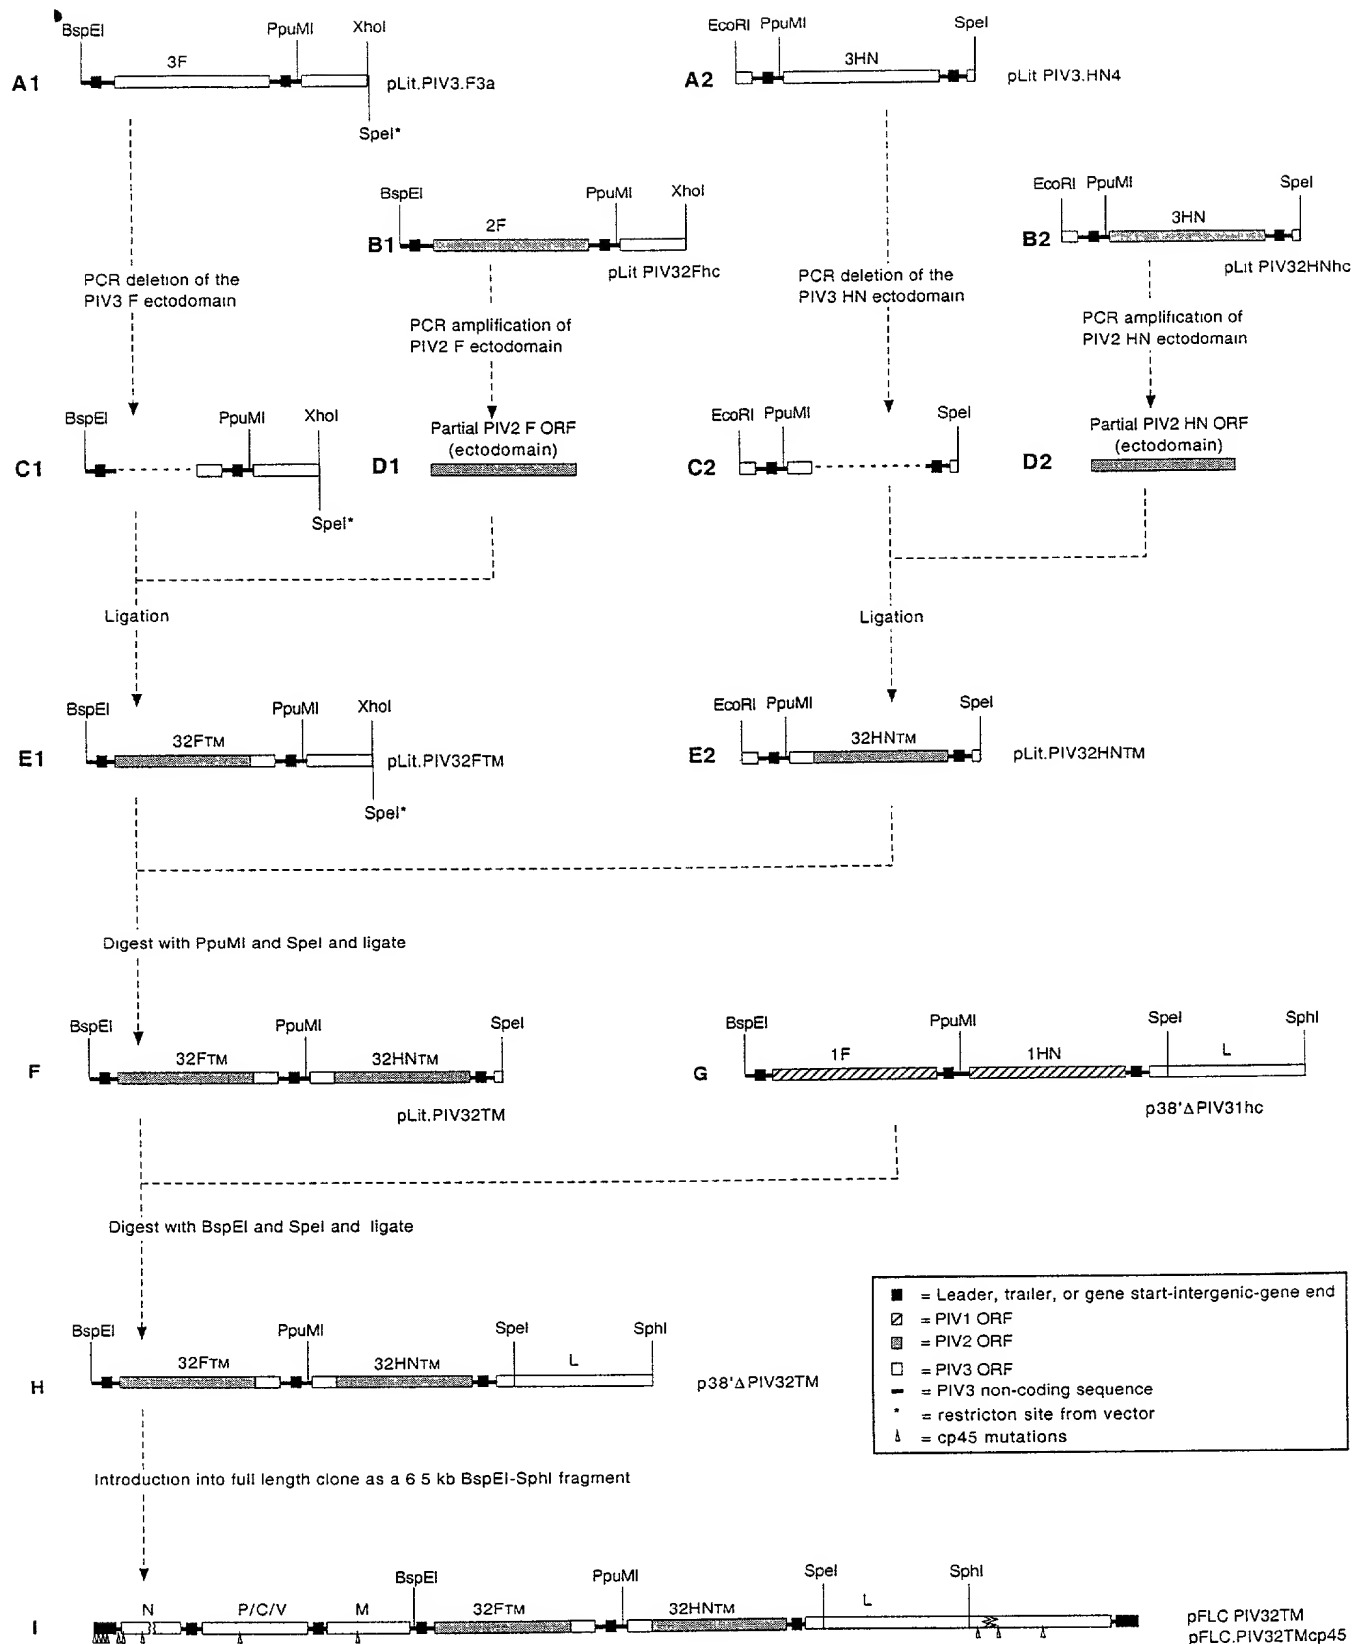 BspEI PpuMI XhoI
3F
A1 pLit.PIV3.F3a
SpeI*
EcoRI PpuMI SpeI
3HN
A2 pLit PIV3.HN4
BspEI PpuMI XhoI
2F
B1
pLit PIV32Fhc
EcoRI PpuMI SpeI
3HN
B2
pLit PIV32HNhc
PCR deletion of the
PIV3 F ectodomain
PCR amplification of
PIV2 F ectodomain
PCR deletion of the
PIV3 HN ectodomain
PCR amplification of
PIV2 HN ectodomain
BspEI PpuMI XhoI
C1
SpeI*
Partial PIV2 F ORF
(ectodomain)
D1
EcoRI PpuMI SpeI
C2
Partial PIV2 HN ORF
(ectodomain)
D2
Ligation
Ligation
BspEI PpuMI XhoI
32FTM
E1 pLit.PIV32FTM
SpeI*
EcoRI PpuMI SpeI
32HNTM
E2 pLit.PIV32HNTM
Digest with PpuMI and SpeI and ligate
BspEI PpuMI SpeI
32FTM 32HNTM
F
pLit.PIV32TM
BspEI PpuMI SpeI SphI
1F 1HN L
G
p38'ΔPIV31hc
Digest with BspEI and SpeI and ligate
■ = Leader, trailer, or gene start-intergenic-gene end
= PIV1 ORF
= PIV2 ORF
= PIV3 ORF
= PIV3 non-coding sequence
* = restricton site from vector
= cp45 mutations
BspEI PpuMI SpeI SphI
32FTM 32HNTM L
H p38'ΔPIV32TM
Introduction into full length clone as a 6 5 kb BspEI-SphI fragment
BspEI PpuMI SpeI SphI
N P/C/V M 32FTM 32HNTM L
I pFLC PIV32TM
pFLC.PIV32TMcp45